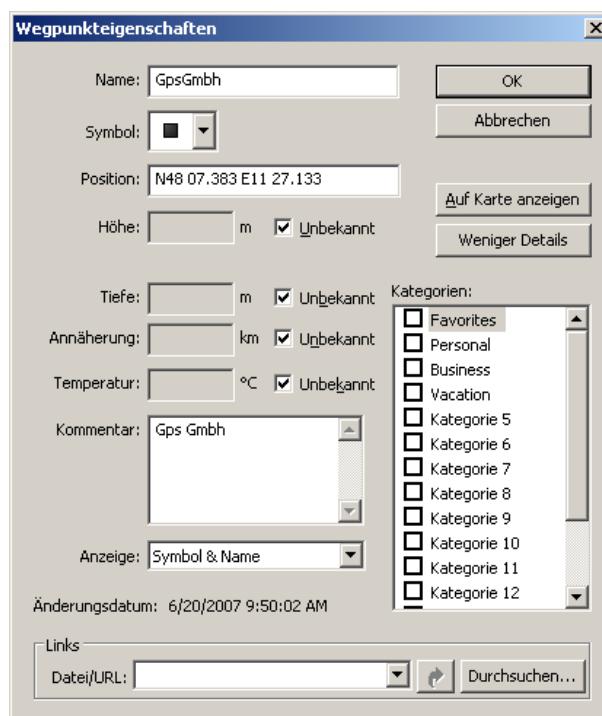 Wegpunkteigenschaften
Name: GpsGmbh
OK
Symbol:
Abbrechen
Position: N48 07.383 E11 27.133
Auf Karte anzeigen
Höhe: m Unbekannt
Weniger Details
Tiefe: m Unbekannt
Kategorien:
Annäherung: km Unbekannt
Temperatur: °C Unbekannt
Favorites
Personal
Business
Vacation
Kategorie 5
Kategorie 6
Kategorie 7
Kategorie 8
Kategorie 9
Kategorie 10
Kategorie 11
Kategorie 12
Kommentar: Gps Gmbh
Anzeige: Symbol & Name
Änderungsdatum: 6/20/2007 9:50:02 AM
Links
Datei/URL: Durchsuchen...